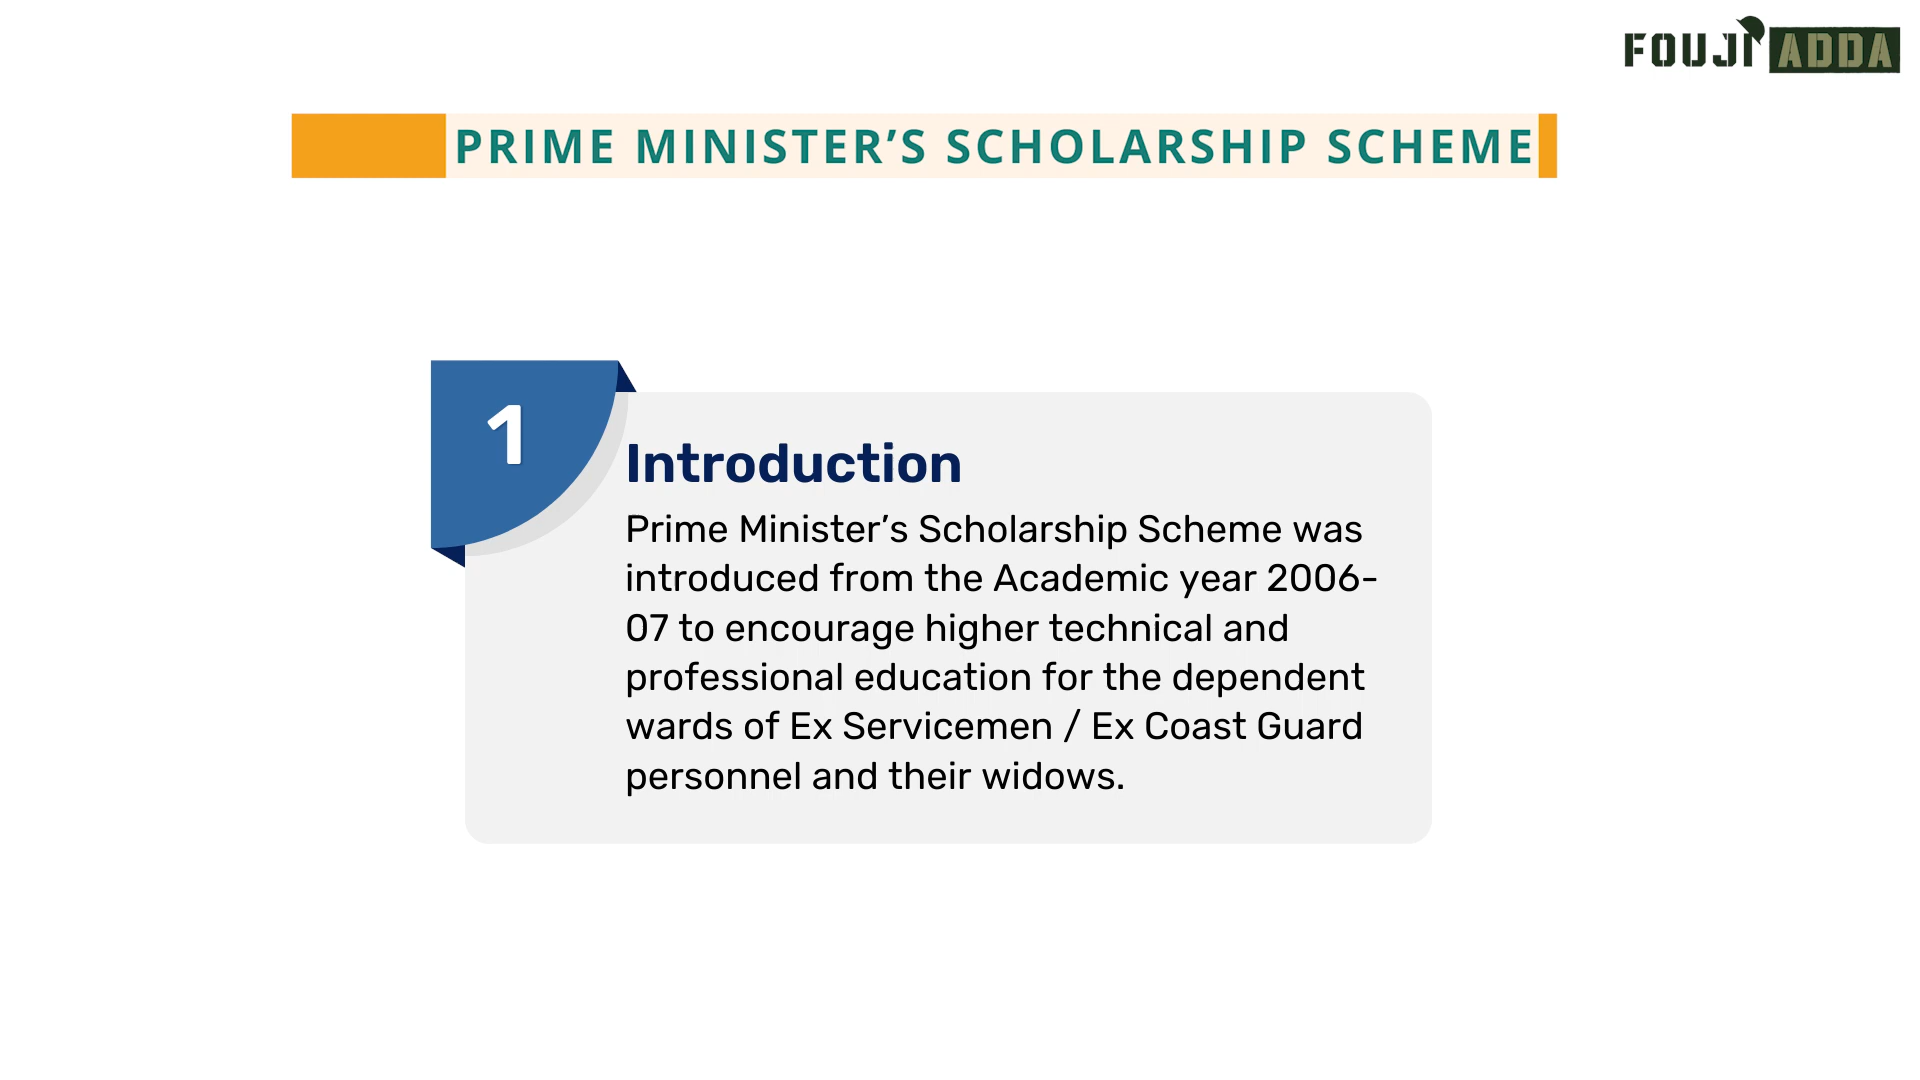 FOUJI ADDA
PRIME MINISTER’S SCHOLARSHIP SCHEME
1
Introduction
Prime Minister’s Scholarship Scheme was
introduced from the Academic year 2006-
07 to encourage higher technical and
professional education for the dependent
wards of Ex Servicemen / Ex Coast Guard
personnel and their widows.